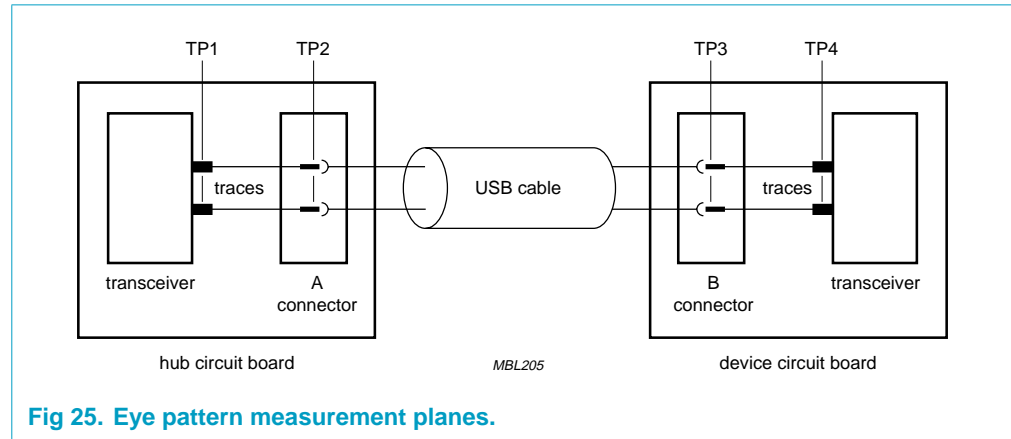 TP1 TP2 TP3 TP4
traces USB cable traces
transceiver A connector B connector transceiver
hub circuit board MBL205 device circuit board
Fig 25. Eye pattern measurement planes.